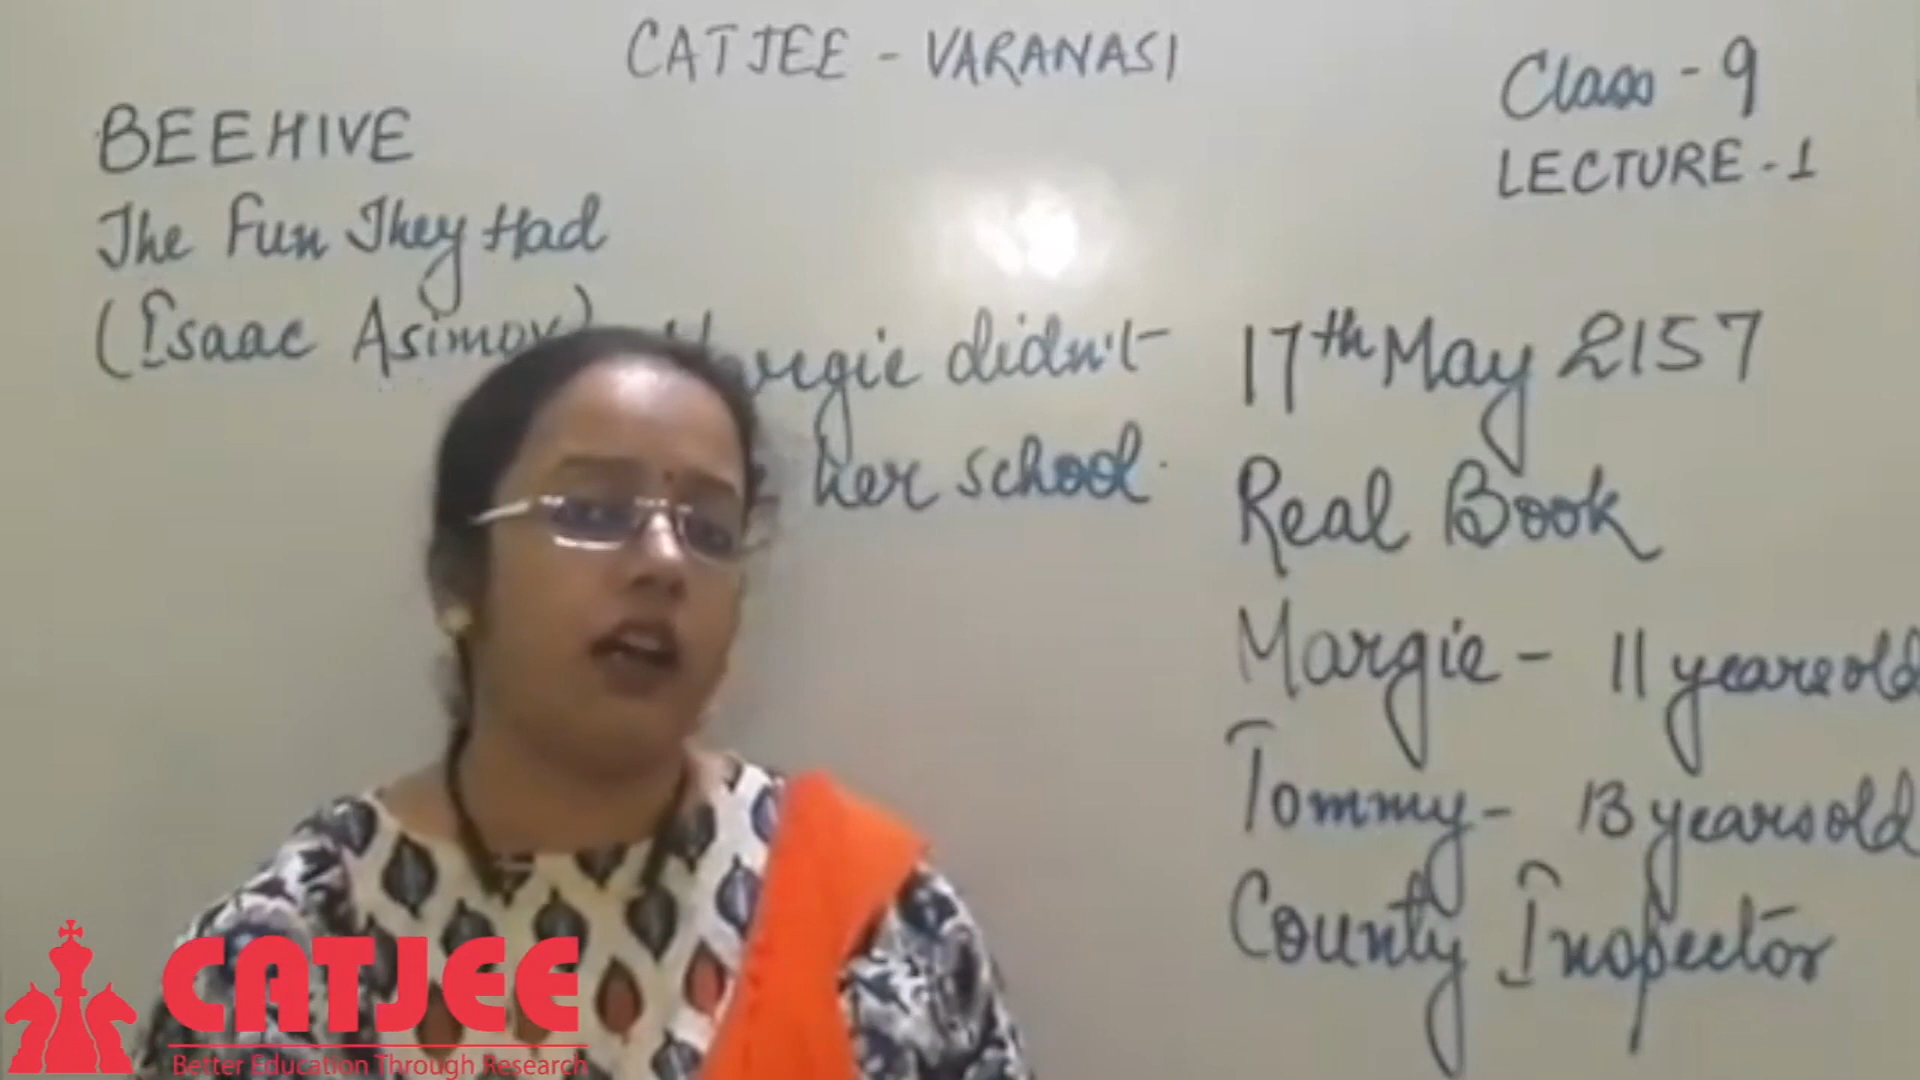 CATJEE - VARANASI
Class - 9
LECTURE - 1
BEEHIVE
The Fun They Had
(Isaac Asimov)
didn't
her school.
17th May 2157
Real Book
Margie - 11 years old
Tommy - 13 years old
County Inspector
CATJEE
Better Education Through Research